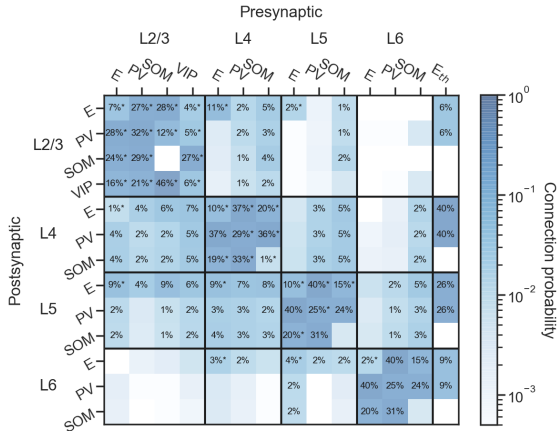 Presynaptic
L2/3 L4 L5 L6
E PV SOM VIP E PV SOM E PV SOM E PV SOM Eth
Postsynaptic
L2/3
E 7%* 27%* 28%* 4%* 11%* 2% 5% 2%* 1% 6%
PV 28%* 32% 12%* 5%* 2% 3% 1% 6%
SOM 24%* 29%* 27%* 1% 4% 2%
VIP 16%* 21%* 46%* 6%* 1% 2%
L4
E 1%* 4% 6% 7% 10%* 37%* 20%* 3% 5% 2% 40%
PV 4% 2% 2% 5% 37% 29%* 36%* 3% 5% 2% 40%
SOM 4% 2% 2% 5% 19%* 33%* 1%* 3% 5% 2%
L5
E 9%* 4% 9% 6% 9%* 7% 8% 10%* 40%* 15%* 2% 5% 26%
PV 2% 1% 2% 3% 3% 2% 40% 25%* 24% 1% 3% 26%
SOM 2% 1% 2% 4% 3% 3% 20%* 31% 1% 3%
L6
E 3%* 2% 4%* 2% 2% 2%* 40% 15% 9%
PV 2% 40% 25% 24% 9%
SOM 2% 20% 31%
Connection probability
10^0
10^−1
10^−2
10^−3